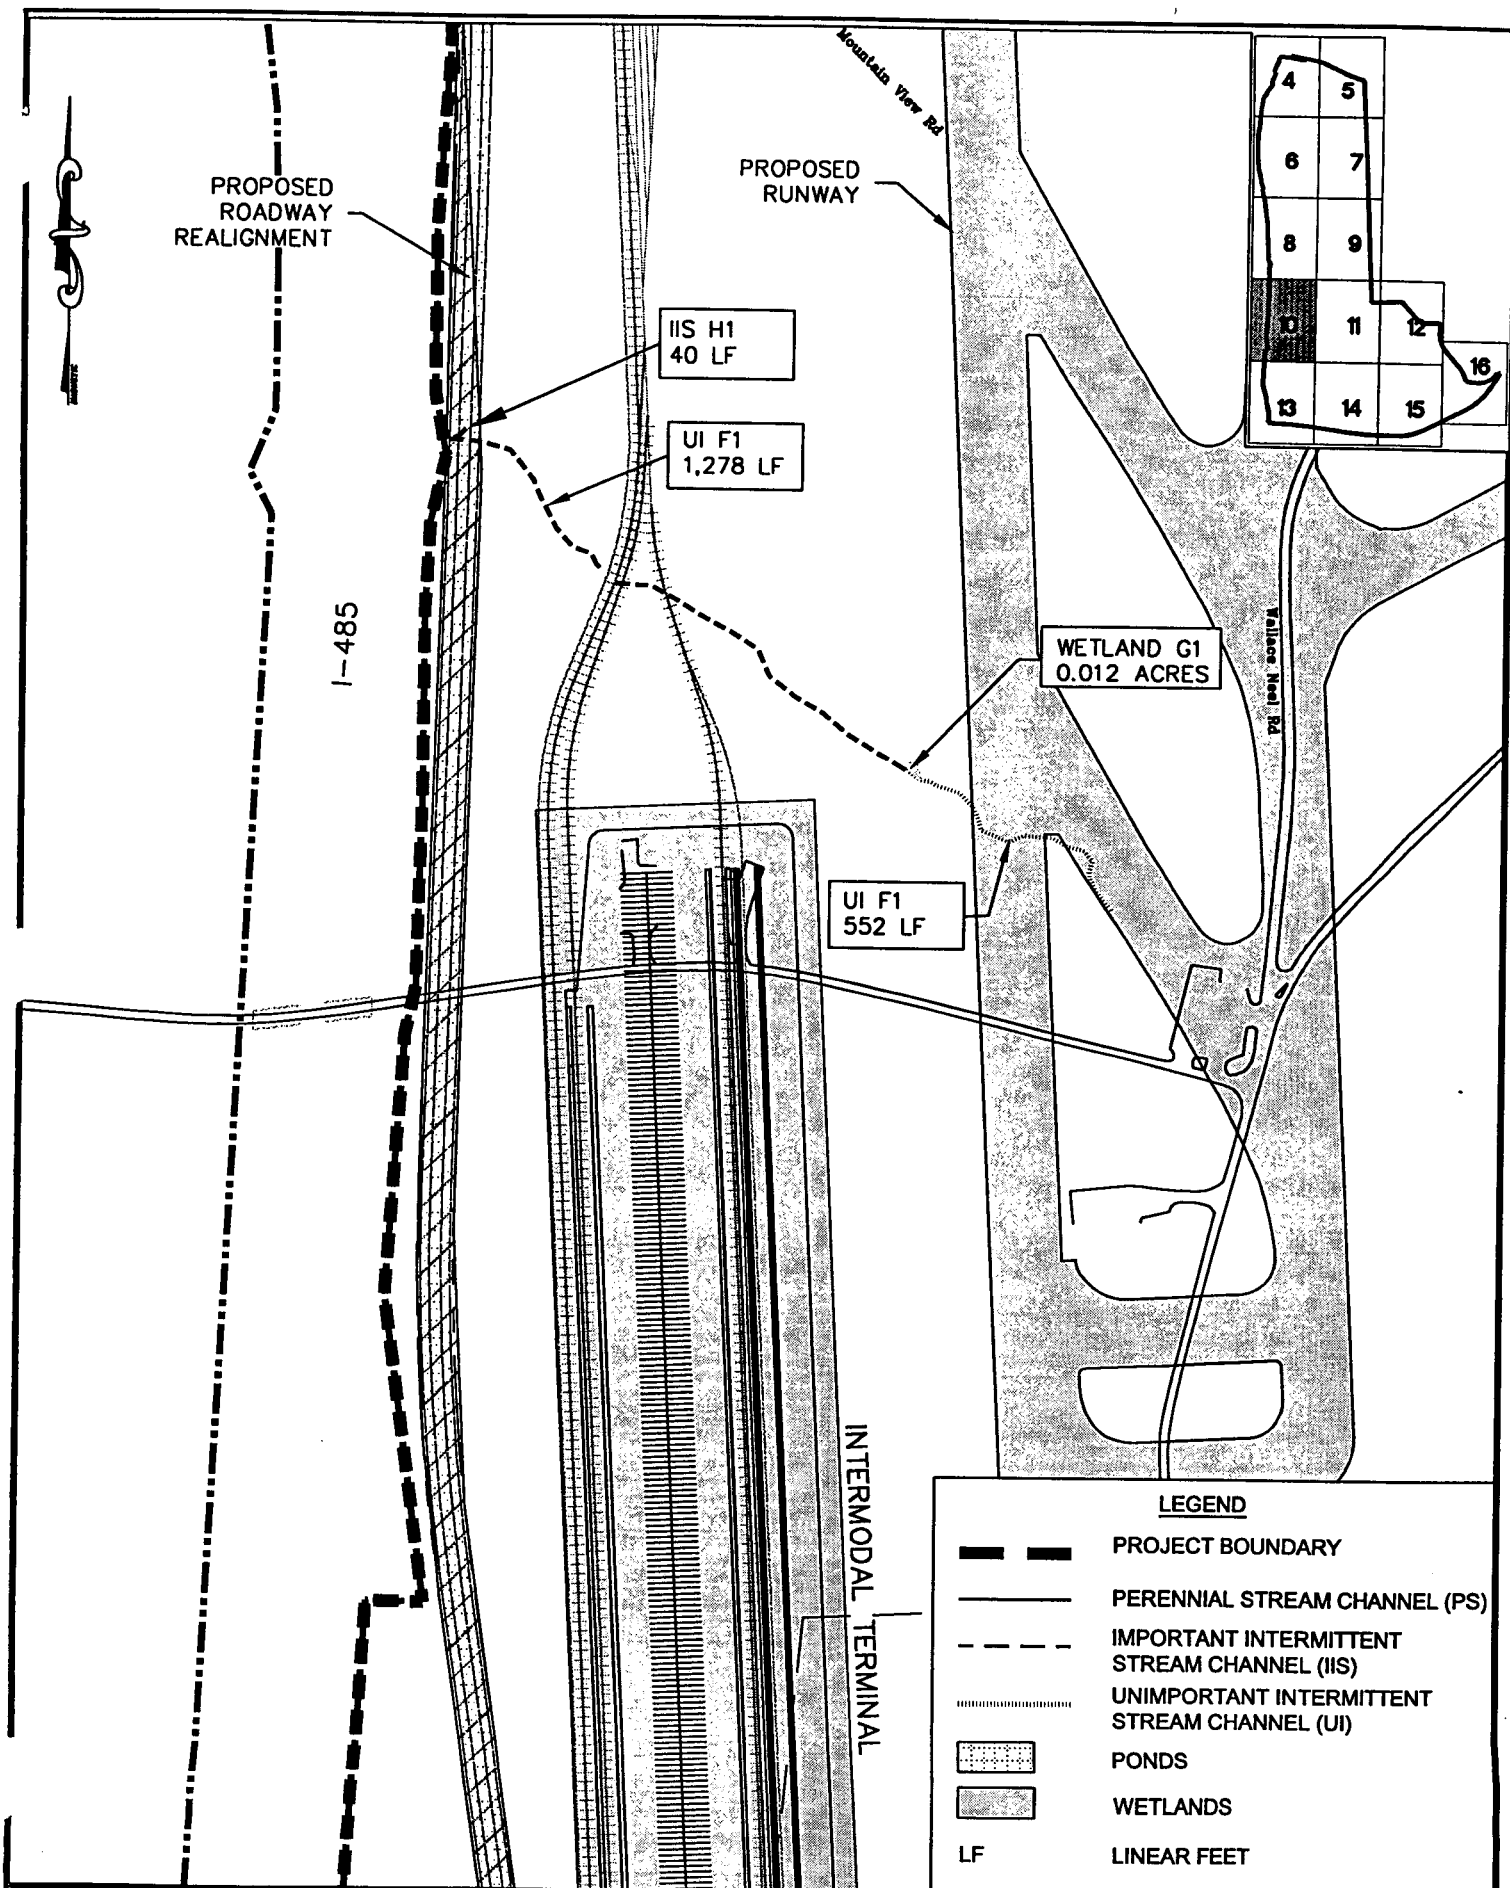 Mountain View Rd
PROPOSED
ROADWAY
REALIGNMENT
PROPOSED
RUNWAY
4
5
6
7
8
9
10
11
12
16
13
14
15
IIS H1
40 LF
UI F1
1,278 LF
I-485
WETLAND G1
0.012 ACRES
Wallace Neel Rd
UI F1
552 LF
INTERMODAL TERMINAL
LEGEND
PROJECT BOUNDARY
PERENNIAL STREAM CHANNEL (PS)
IMPORTANT INTERMITTENT
STREAM CHANNEL (IIS)
UNIMPORTANT INTERMITTENT
STREAM CHANNEL (UI)
PONDS
WETLANDS
LF LINEAR FEET